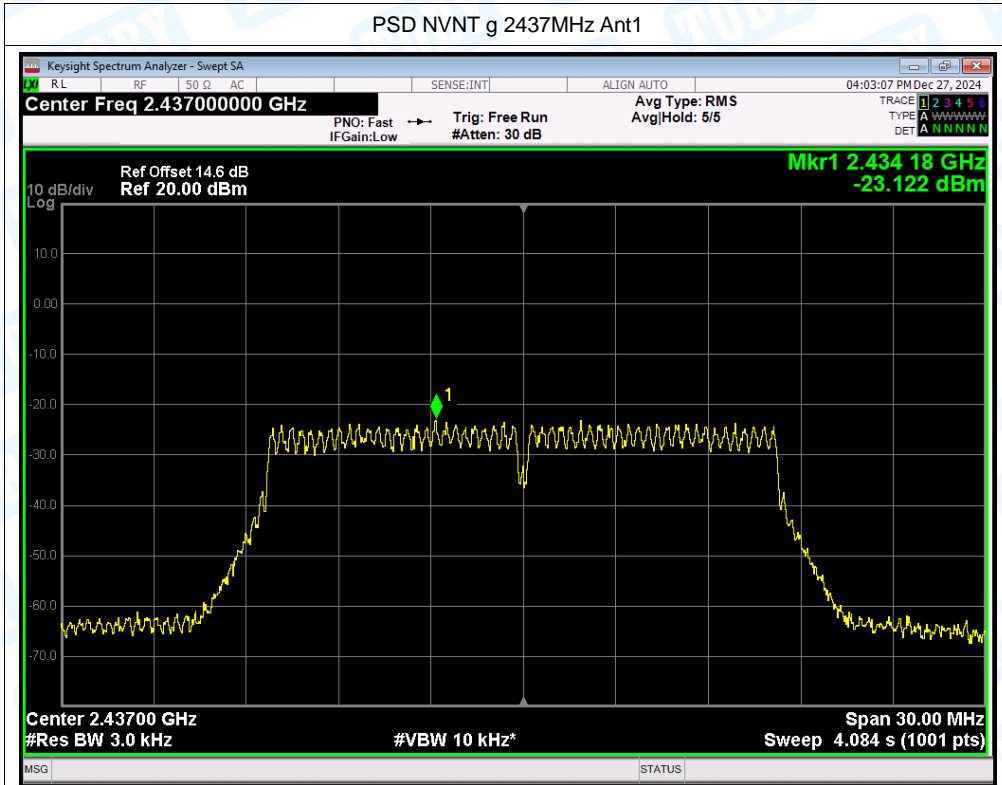 PSD NVNT g 2437MHz Ant1
Keysight Spectrum Analyzer - Swept SA
LXI RL RF 50 Ω AC SENSE:INT ALIGN AUTO 04:03:07 PM Dec 27, 2024
Center Freq 2.437000000 GHz
PNO: Fast
IFGain:Low
Trig: Free Run
#Atten: 30 dB
Avg Type: RMS
Avg|Hold: 5/5
TRACE 1 2 3 4 5 6
TYPE A WWWWW
DET A N N N N N
Mkr1 2.434 18 GHz
-23.122 dBm
Ref Offset 14.6 dB
10 dB/div Ref 20.00 dBm
Log
10.0
0.00
-10.0
1
-20.0
-30.0
-40.0
-50.0
-60.0
-70.0
Center 2.43700 GHz Span 30.00 MHz
#Res BW 3.0 kHz #VBW 10 kHz* Sweep 4.084 s (1001 pts)
MSG STATUS